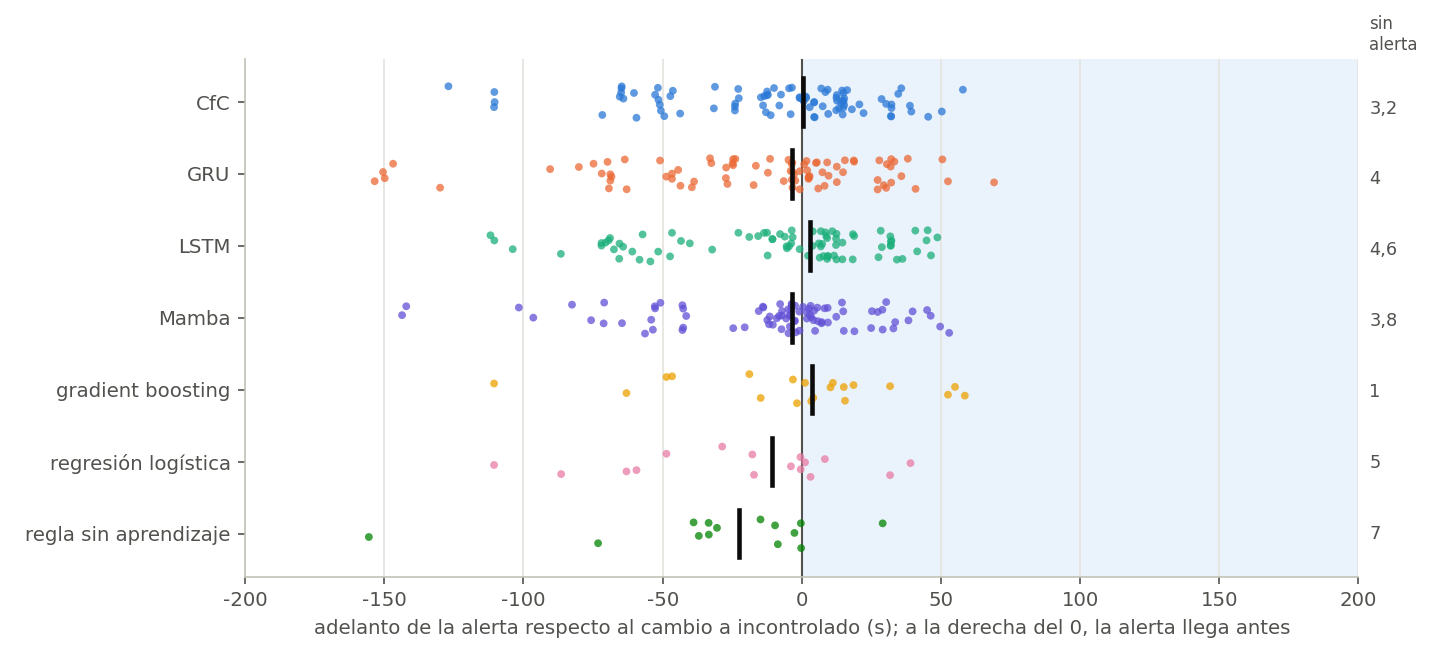 sin
alerta
CfC
3,2
GRU
4
LSTM
4,6
Mamba
3,8
gradient boosting
1
regresión logística
5
regla sin aprendizaje
7
-200 -150 -100 -50 0 50 100 150 200
adelanto de la alerta respecto al cambio a incontrolado (s); a la derecha del 0, la alerta llega antes